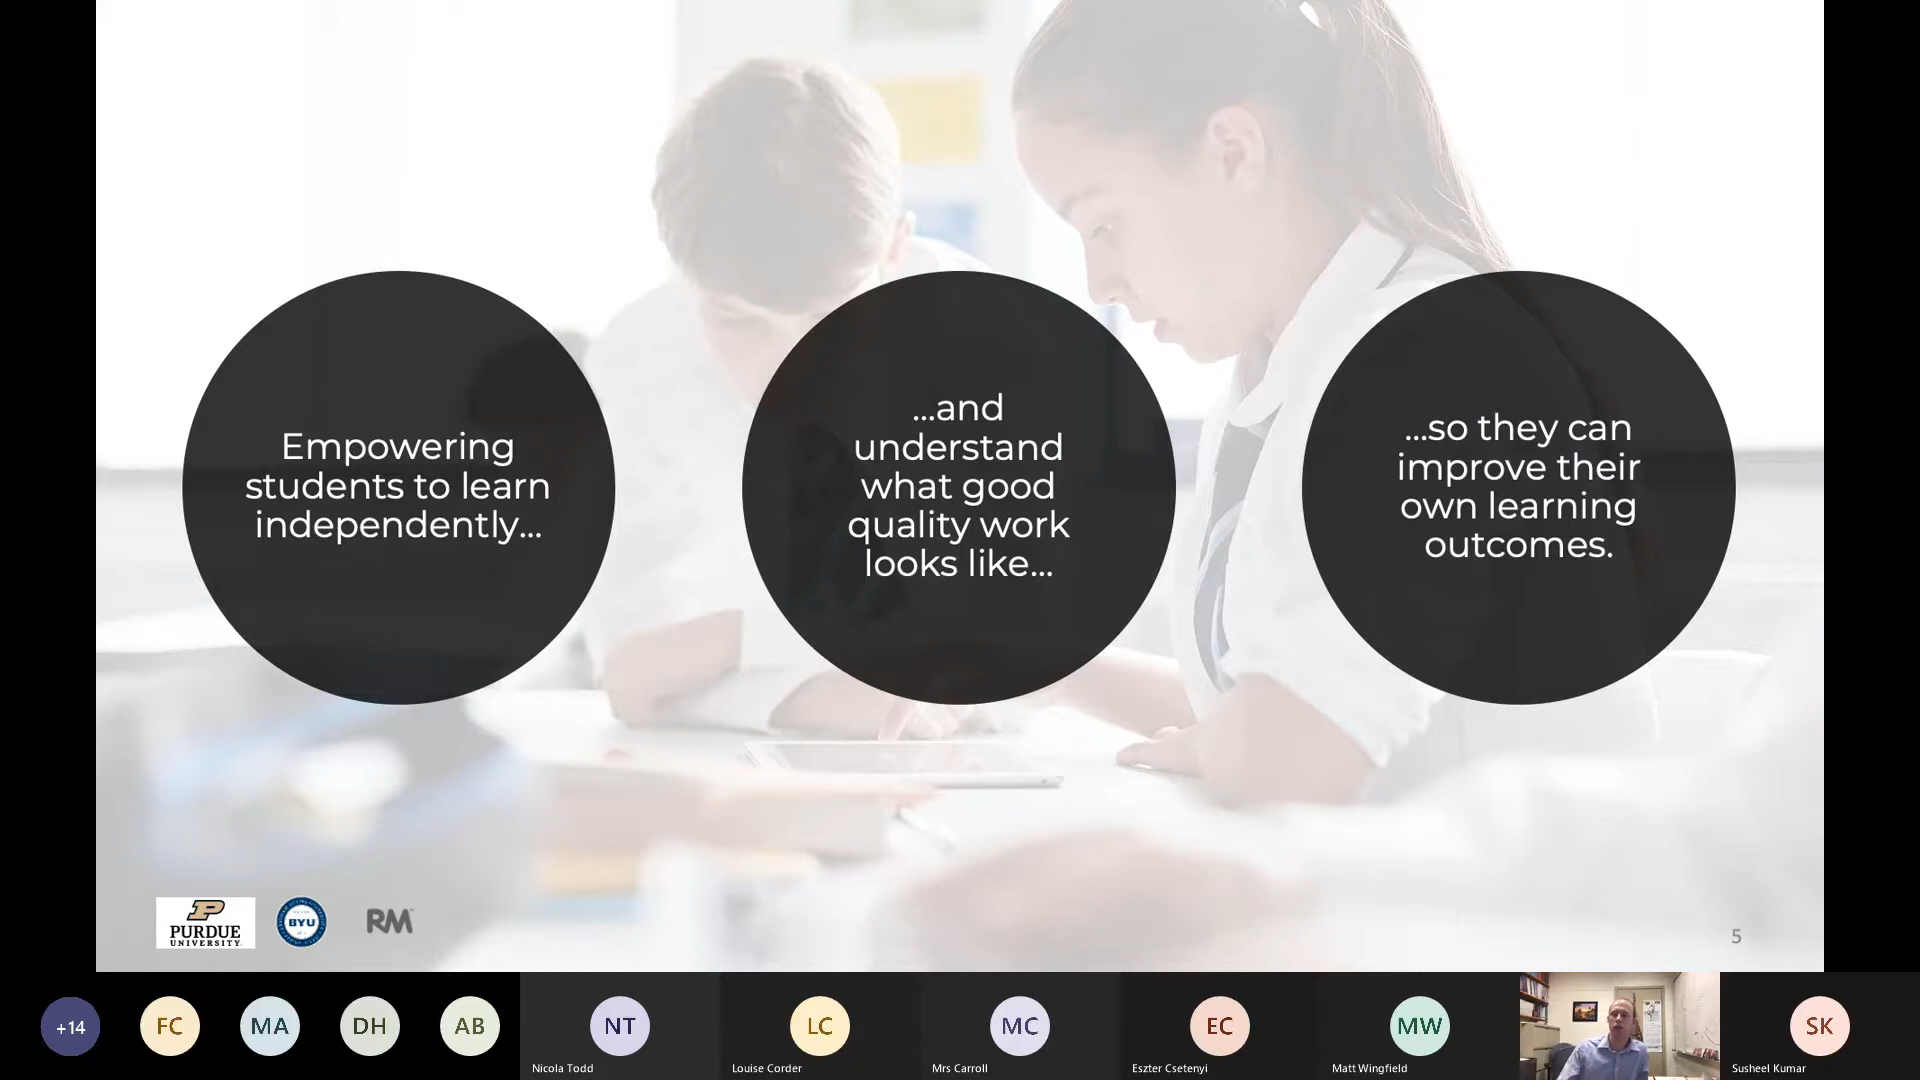 Empowering
students to learn
independently...
...and
understand
what good
quality work
looks like...
...so they can
improve their
own learning
outcomes.
P
PURDUE
UNIVERSITY
BYU
RM
5
+14
FC
MA
DH
AB
NT
Nicola Todd
LC
Louise Corder
MC
Mrs Carroll
EC
Eszter Csetenyi
MW
Matt Wingfield
SK
Susheel Kumar